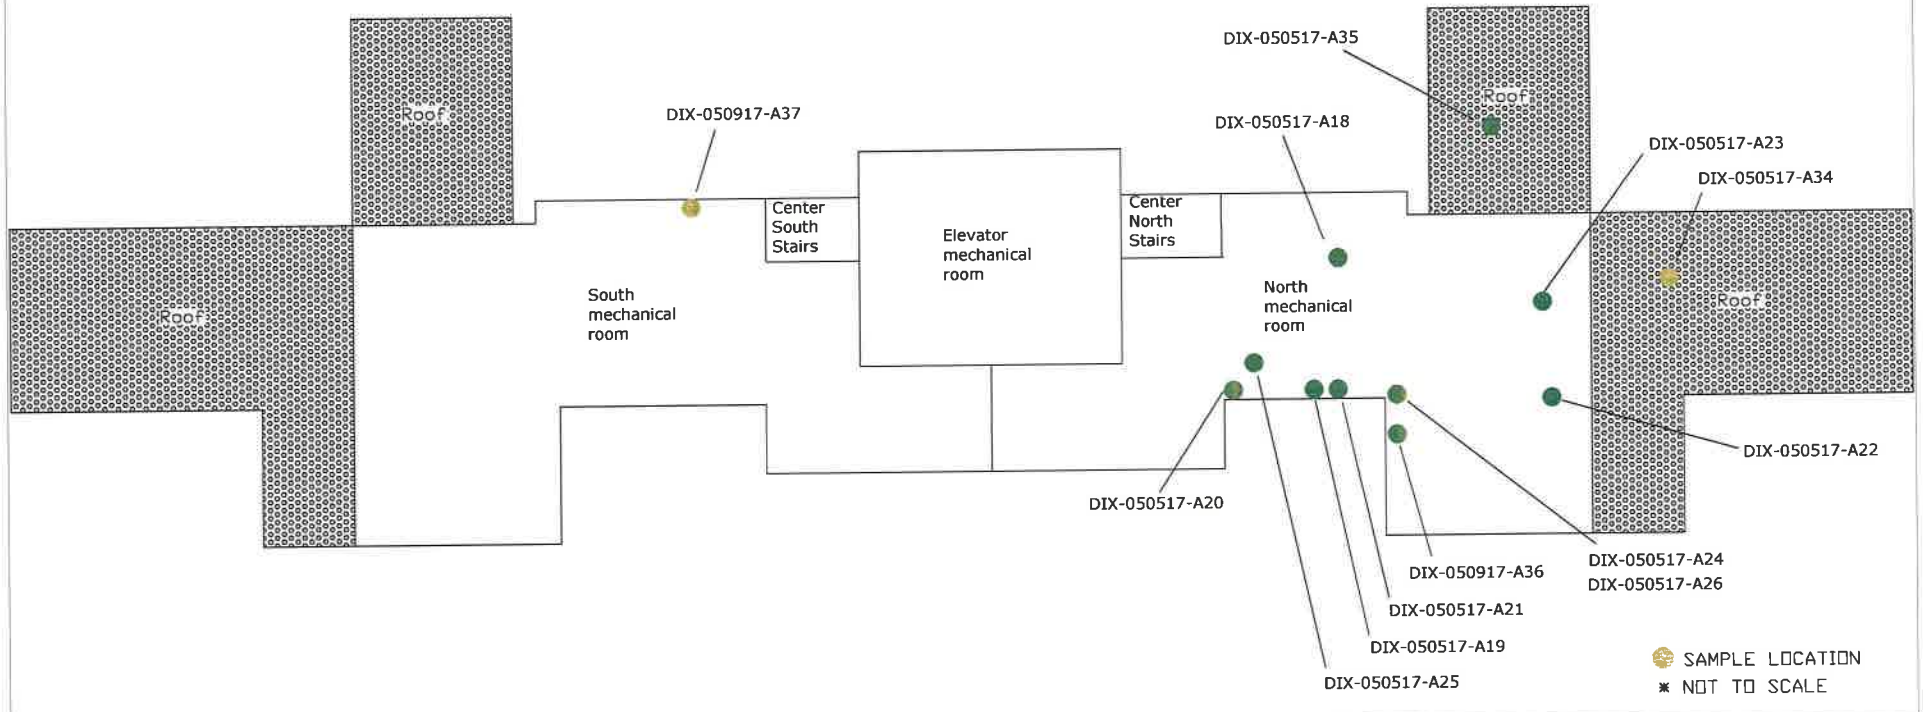 DIX-050517-A35
Roof
Roof
DIX-050917-A37
DIX-050517-A18
DIX-050517-A23
DIX-050517-A34
Center
South
Stairs
Center
North
Stairs
Elevator
mechanical
room
South
mechanical
room
North
mechanical
room
Roof
Roof
DIX-050517-A22
DIX-050517-A20
DIX-050517-A24
DIX-050517-A26
DIX-050917-A36
DIX-050517-A21
DIX-050517-A19
DIX-050517-A25
SAMPLE LOCATION
* NOT TO SCALE